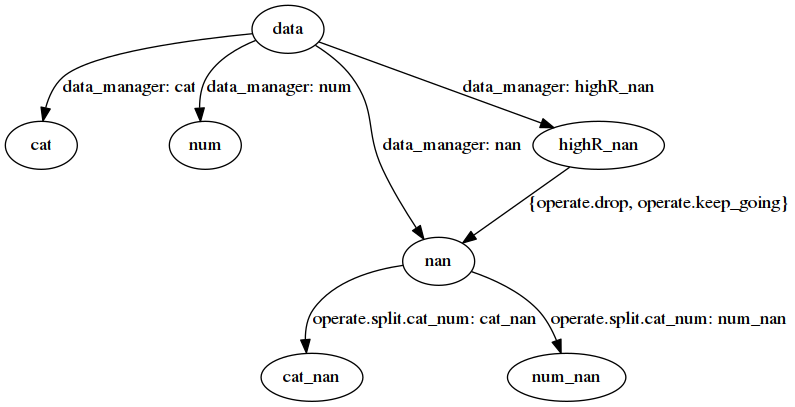 data
data_manager: cat
data_manager: num
data_manager: highR_nan
cat
num
data_manager: nan
highR_nan
{operate.drop, operate.keep_going}
nan
operate.split.cat_num: cat_nan
operate.split.cat_num: num_nan
cat_nan
num_nan